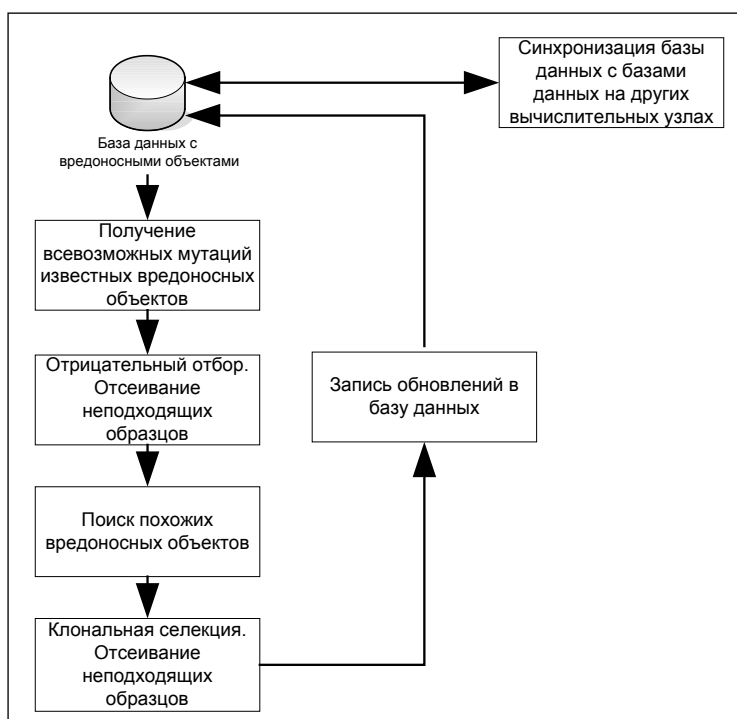 Синхронизация базы
данных с базами
данных на других
вычислительных узлах
База данных с
вредоносными объектами
Получение
всевозможных мутаций
известных вредоносных
объектов
Отрицательный отбор.
Отсеивание
неподходящих
образцов
Запись обновлений в
базу данных
Поиск похожих
вредоносных объектов
Клональная селекция.
Отсеивание
неподходящих
образцов